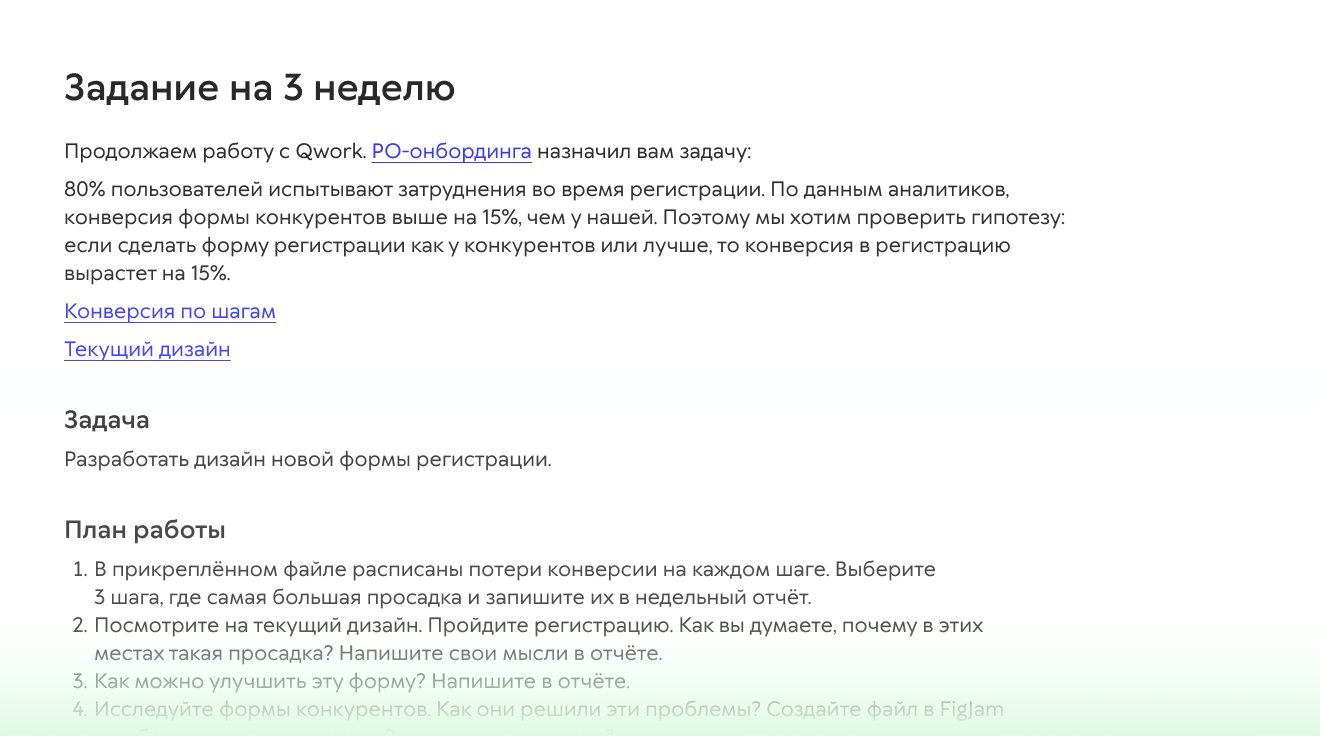 Задание на 3 неделю
Продолжаем работу с Qwork. PO-онбординга назначил вам задачу:
80% пользователей испытывают затруднения во время регистрации. По данным аналитиков,
конверсия формы конкурентов выше на 15%, чем у нашей. Поэтому мы хотим проверить гипотезу:
если сделать форму регистрации как у конкурентов или лучше, то конверсия в регистрацию
вырастет на 15%.
Конверсия по шагам
Текущий дизайн
Задача
Разработать дизайн новой формы регистрации.
План работы
1. В прикреплённом файле расписаны потери конверсии на каждом шаге. Выберите
3 шага, где самая большая просадка и запишите их в недельный отчёт.
2. Посмотрите на текущий дизайн. Пройдите регистрацию. Как вы думаете, почему в этих
местах такая просадка? Напишите свои мысли в отчёте.
3. Как можно улучшить эту форму? Напишите в отчёте.
4. Исследуйте формы конкурентов. Как они решили эти проблемы? Создайте файл в FigJam